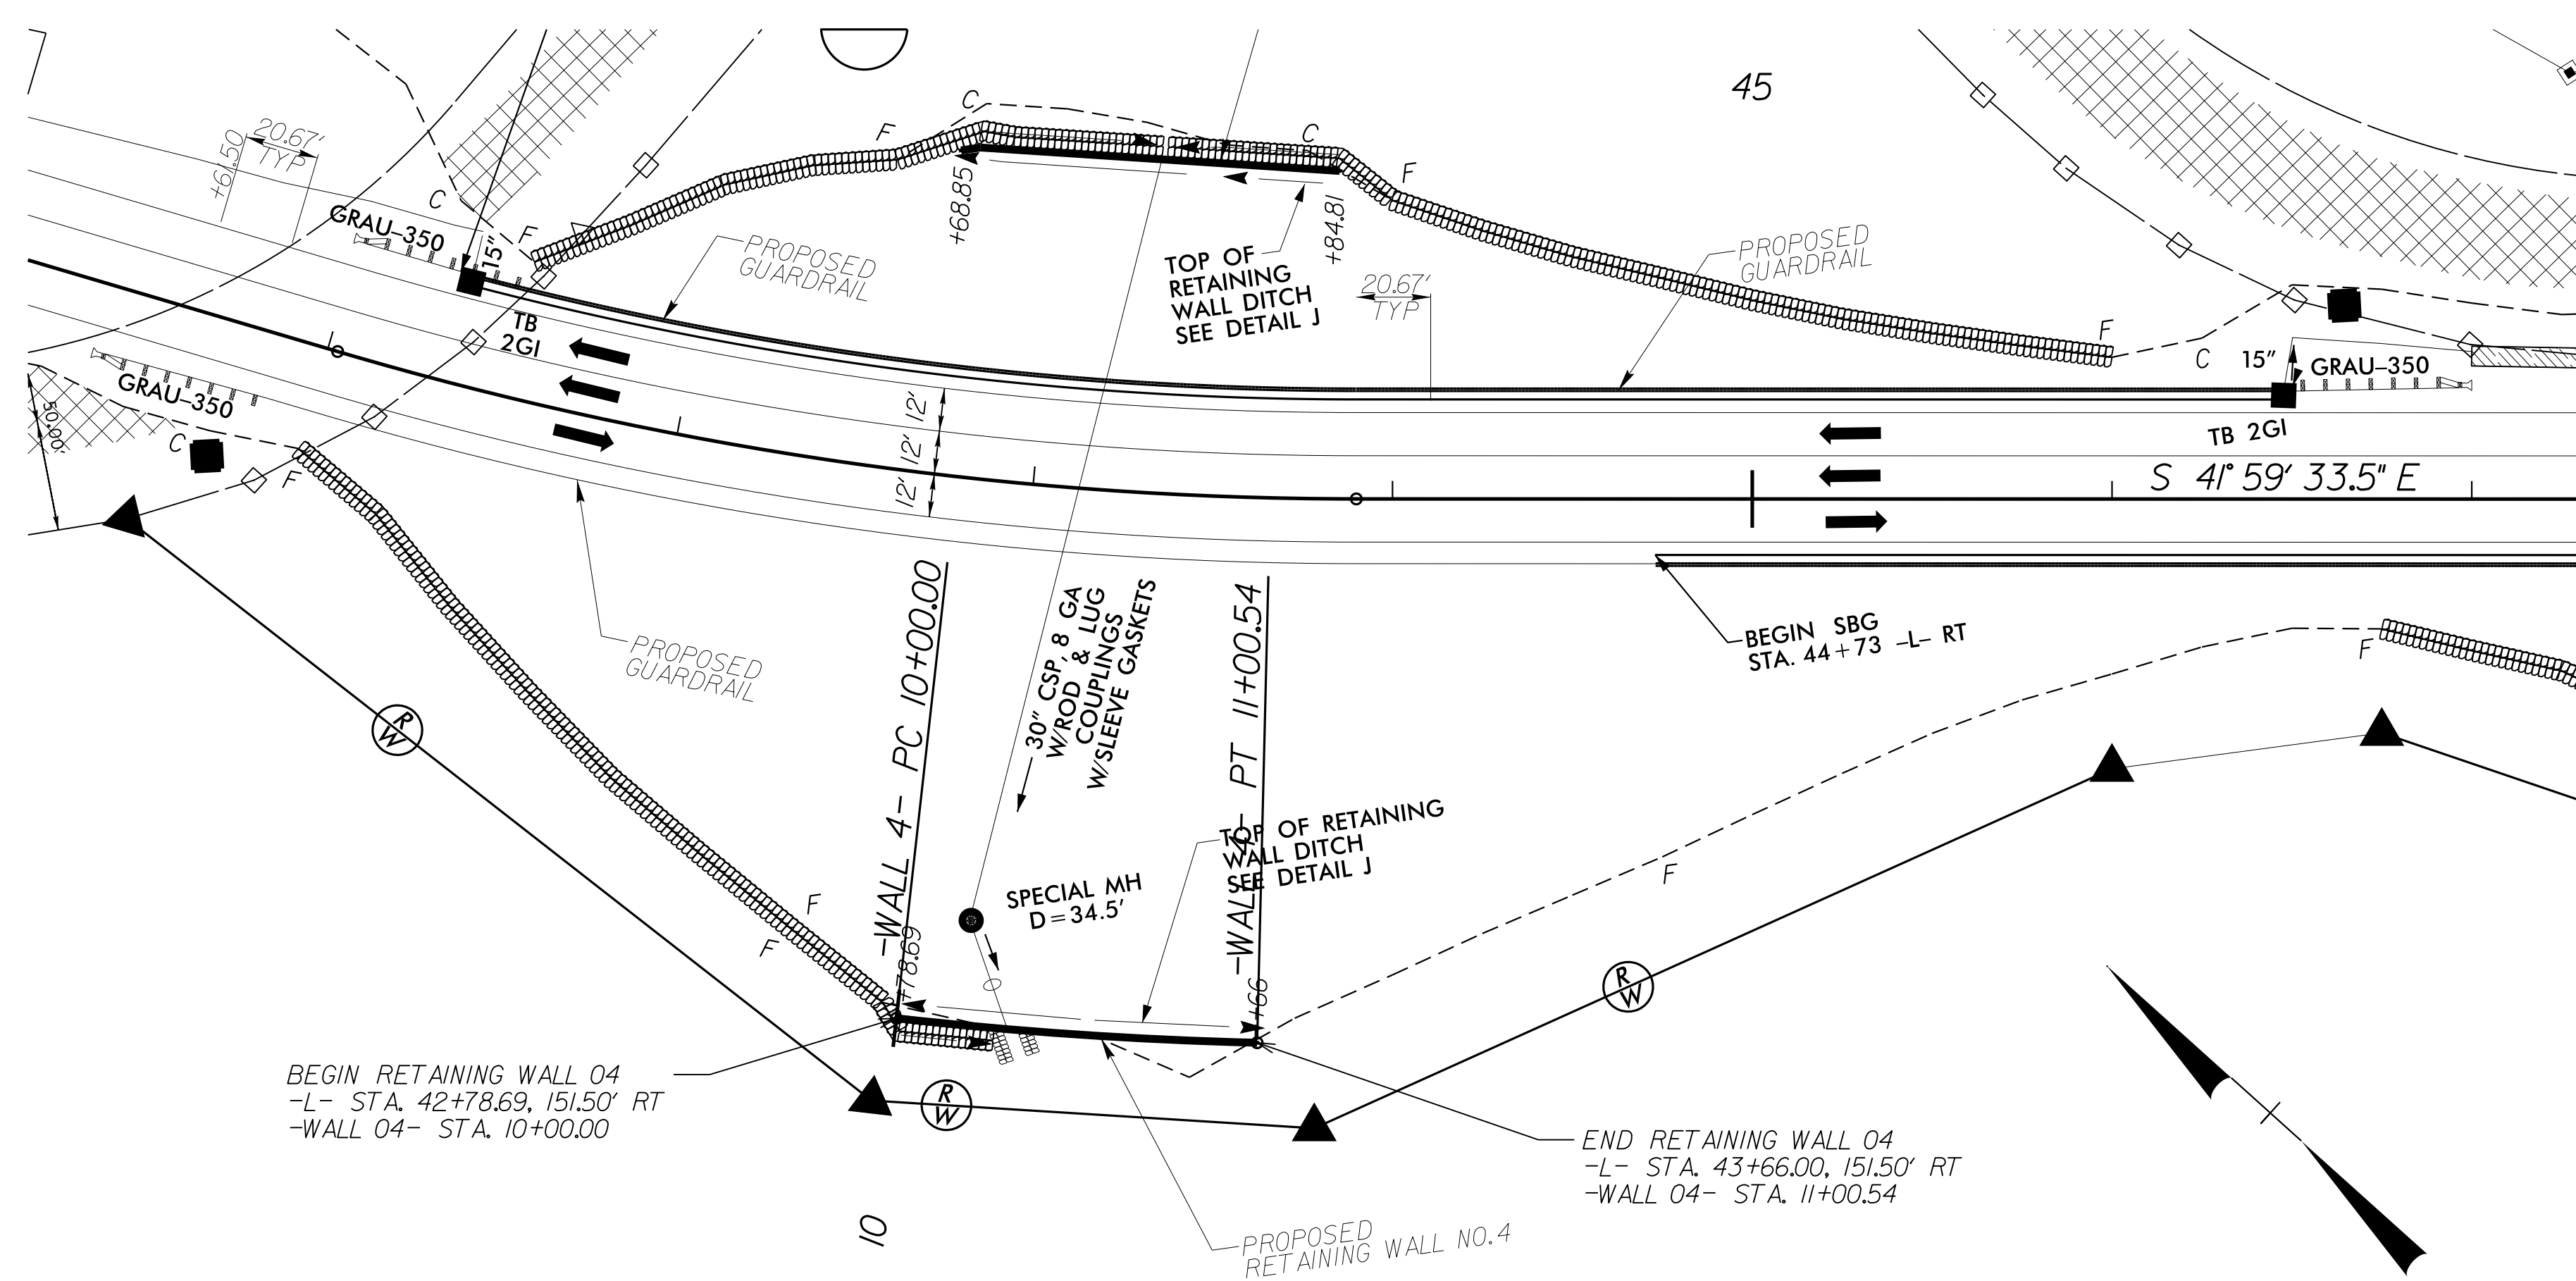 45
20.67'
TYP
+61.50
C
GRAU-350
15"
F
F
C
C
F
+68.85
+84.81
PROPOSED
GUARDRAIL
TOP OF
RETAINING
WALL DITCH
SEE DETAIL J
20.67'
TYP
PROPOSED
GUARDRAIL
F
C
15"
GRAU-350
TB
2GI
GRAU-350
50.00'
C
F
12'
12'
12'
TB 2GI
S 41° 59' 33.5" E
PROPOSED
GUARDRAIL
-WALL 4- PC 10+00.00
30" CSP, 8 GA
W/ROD & LUG
COUPLINGS
W/SLEEVE GASKETS
-WALL 4- PT 11+00.54
BEGIN SBG
STA. 44+73 -L- RT
F
R
W
TOP OF RETAINING
WALL DITCH
SEE DETAIL J
F
F
F
SPECIAL MH
D=34.5'
+78.69
+66
R
W
BEGIN RETAINING WALL 04
-L- STA. 42+78.69, 151.50' RT
-WALL 04- STA. 10+00.00
R
W
END RETAINING WALL 04
-L- STA. 43+66.00, 151.50' RT
-WALL 04- STA. 11+00.54
10
PROPOSED
RETAINING WALL NO.4